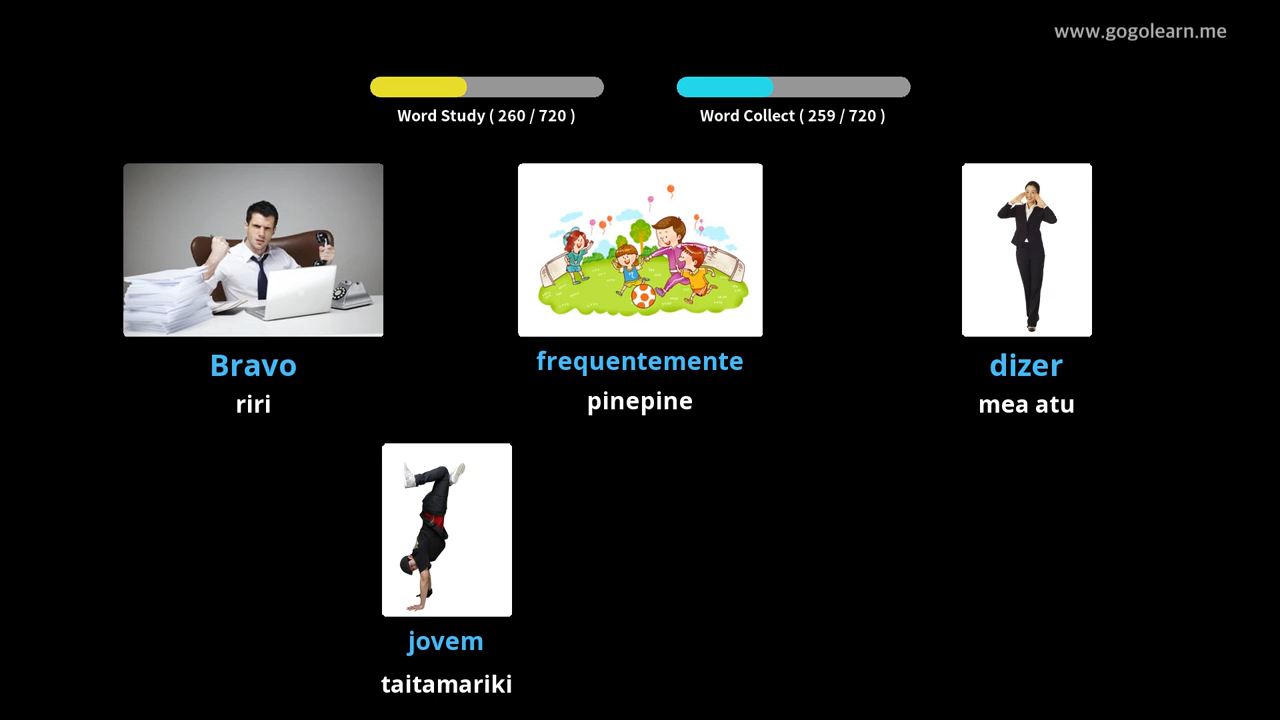 www.gogolearn.me
Word Study ( 260 / 720 )
Word Collect ( 259 / 720 )
Bravo
riri
frequentemente
pinepine
dizer
mea atu
jovem
taitamariki